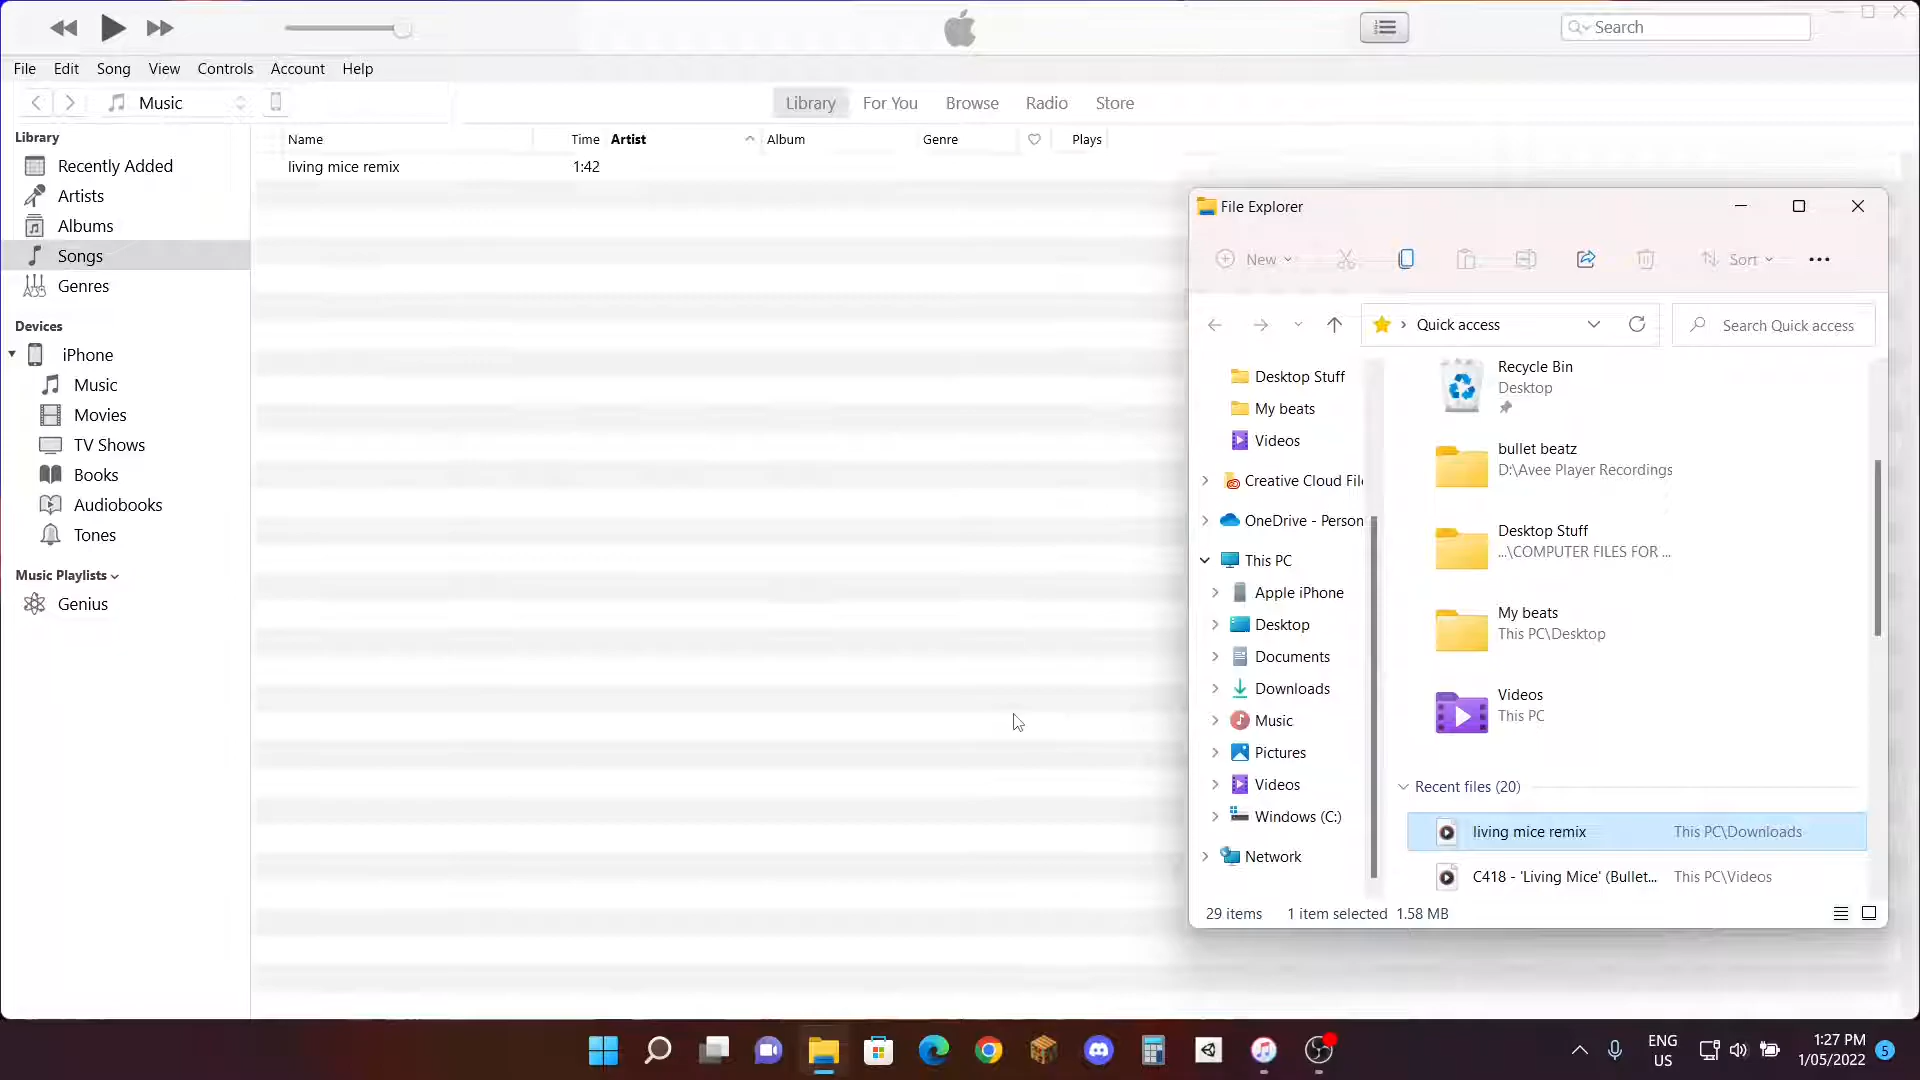 Search
File Edit Song View Controls Account Help
Music
Library For You Browse Radio Store
Library
Recently Added
Artists
Albums
Songs
Genres
Devices
iPhone
Music
Movies
TV Shows
Books
Audiobooks
Tones
Music Playlists
Genius
Name Time Artist Album Genre Plays
living mice remix 1:42
File Explorer
New Sort
Quick access
Search Quick access
Desktop Stuff
My beats
Videos
Creative Cloud File
OneDrive - Person
This PC
Apple iPhone
Desktop
Documents
Downloads
Music
Pictures
Videos
Windows (C:)
Network
Recycle Bin
Desktop
bullet beatz
D:\Avee Player Recordings
Desktop Stuff
...\COMPUTER FILES FOR ...
My beats
This PC\Desktop
Videos
This PC
Recent files (20)
living mice remix This PC\Downloads
C418 - 'Living Mice' (Bullet... This PC\Videos
29 items 1 item selected 1.58 MB
ENG
US
1:27 PM
1/05/2022
5